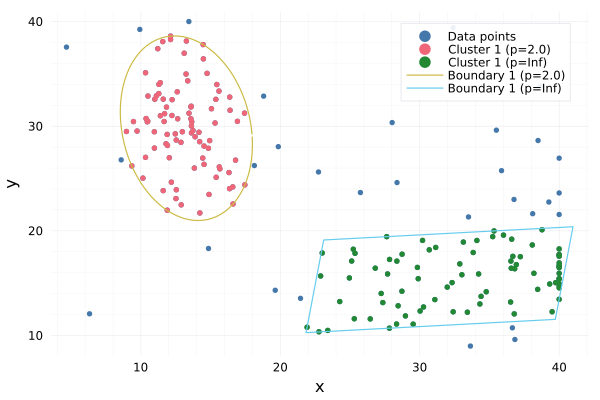 40
30
20
10
y
Data points
Cluster 1 (p=2.0)
Cluster 1 (p=Inf)
Boundary 1 (p=2.0)
Boundary 1 (p=Inf)
10 20 30 40
x